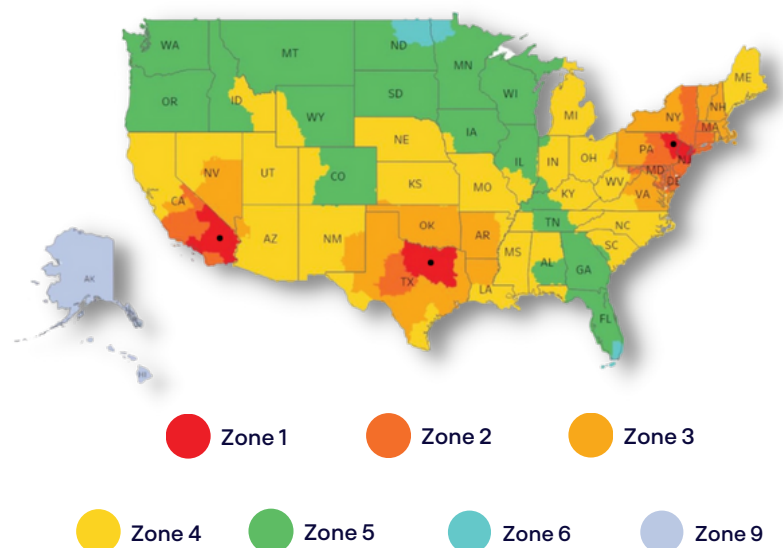 WA
MT
ND
MN
ME
OR
ID
SD
WI
MI
NY
NH
MA
WY
IA
PA
NJ
NE
IL
IN
OH
MD
DE
NV
UT
CO
KS
MO
KY
WV
VA
CA
AZ
NM
OK
AR
TN
NC
SC
TX
LA
MS
AL
GA
FL
AK
HI
Zone 1
Zone 2
Zone 3
Zone 4
Zone 5
Zone 6
Zone 9